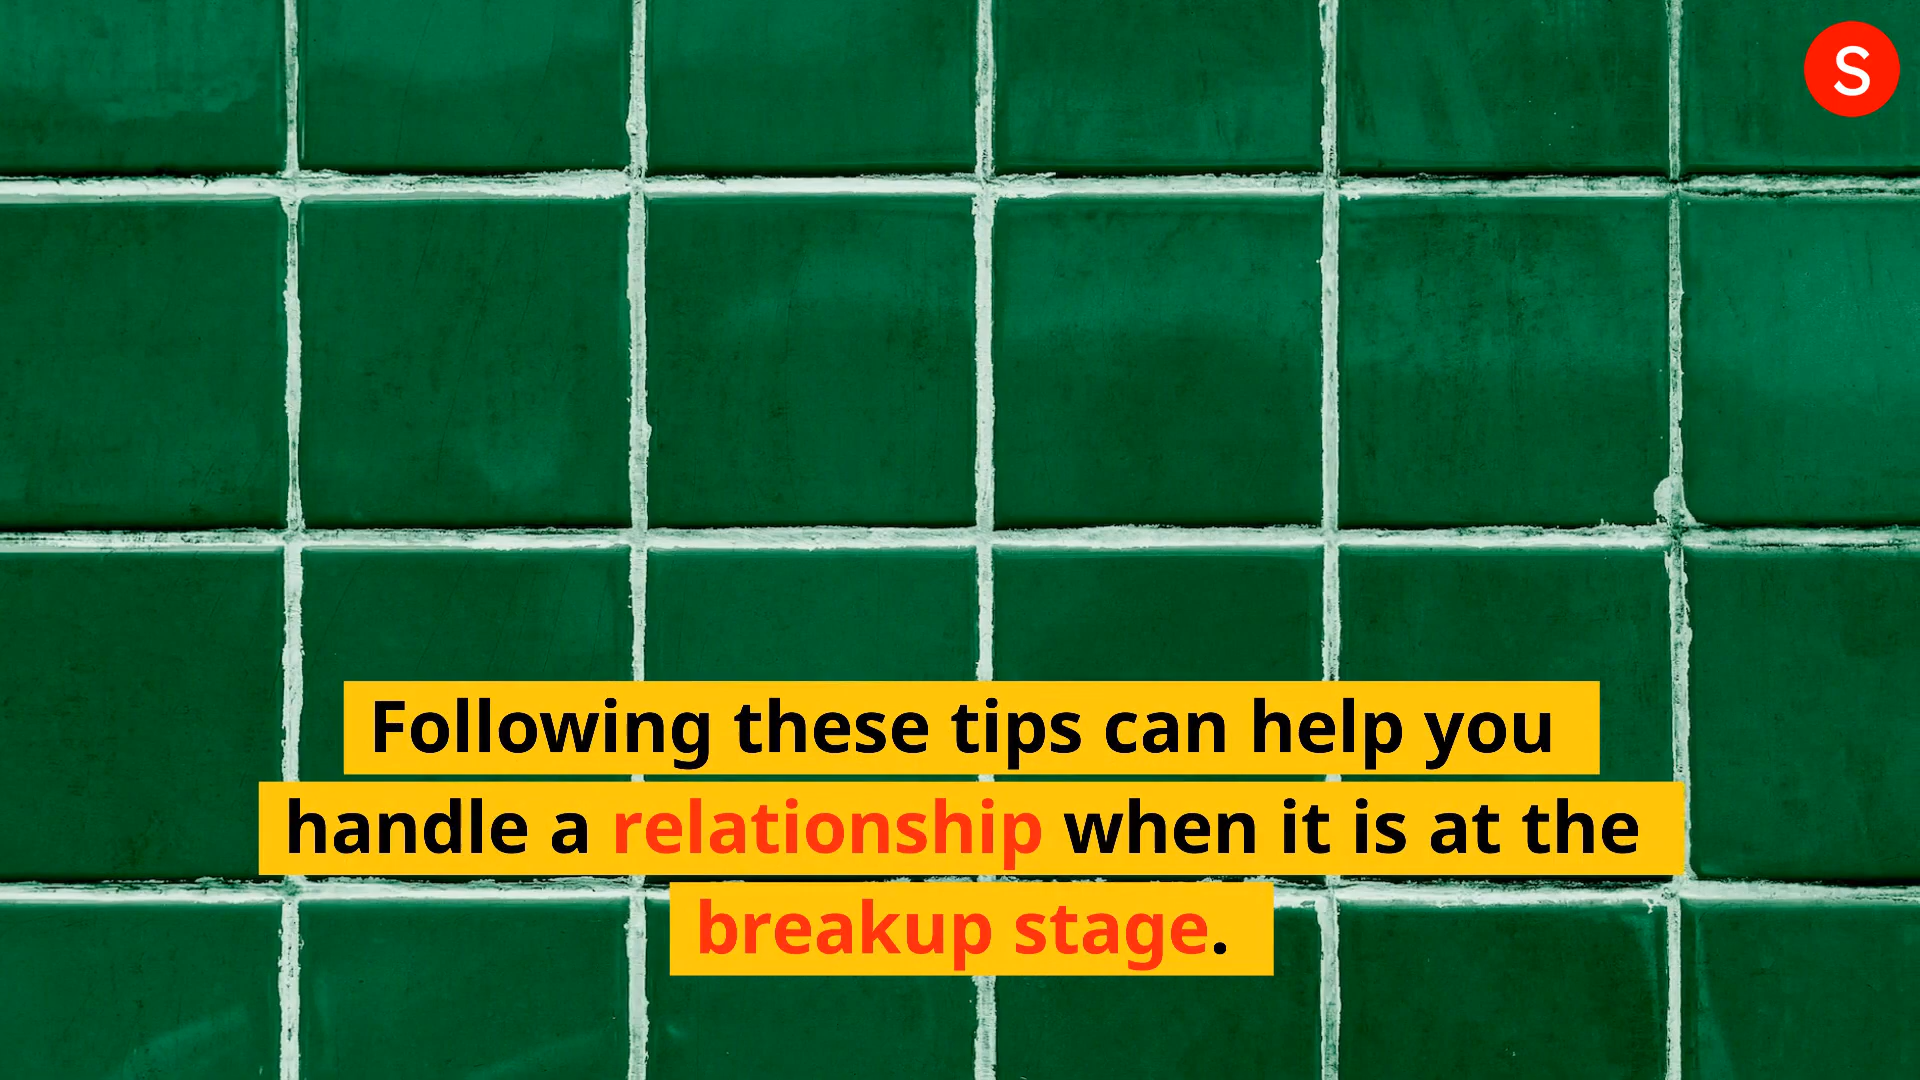 S
Following these tips can help you
handle a relationship when it is at the
breakup stage.